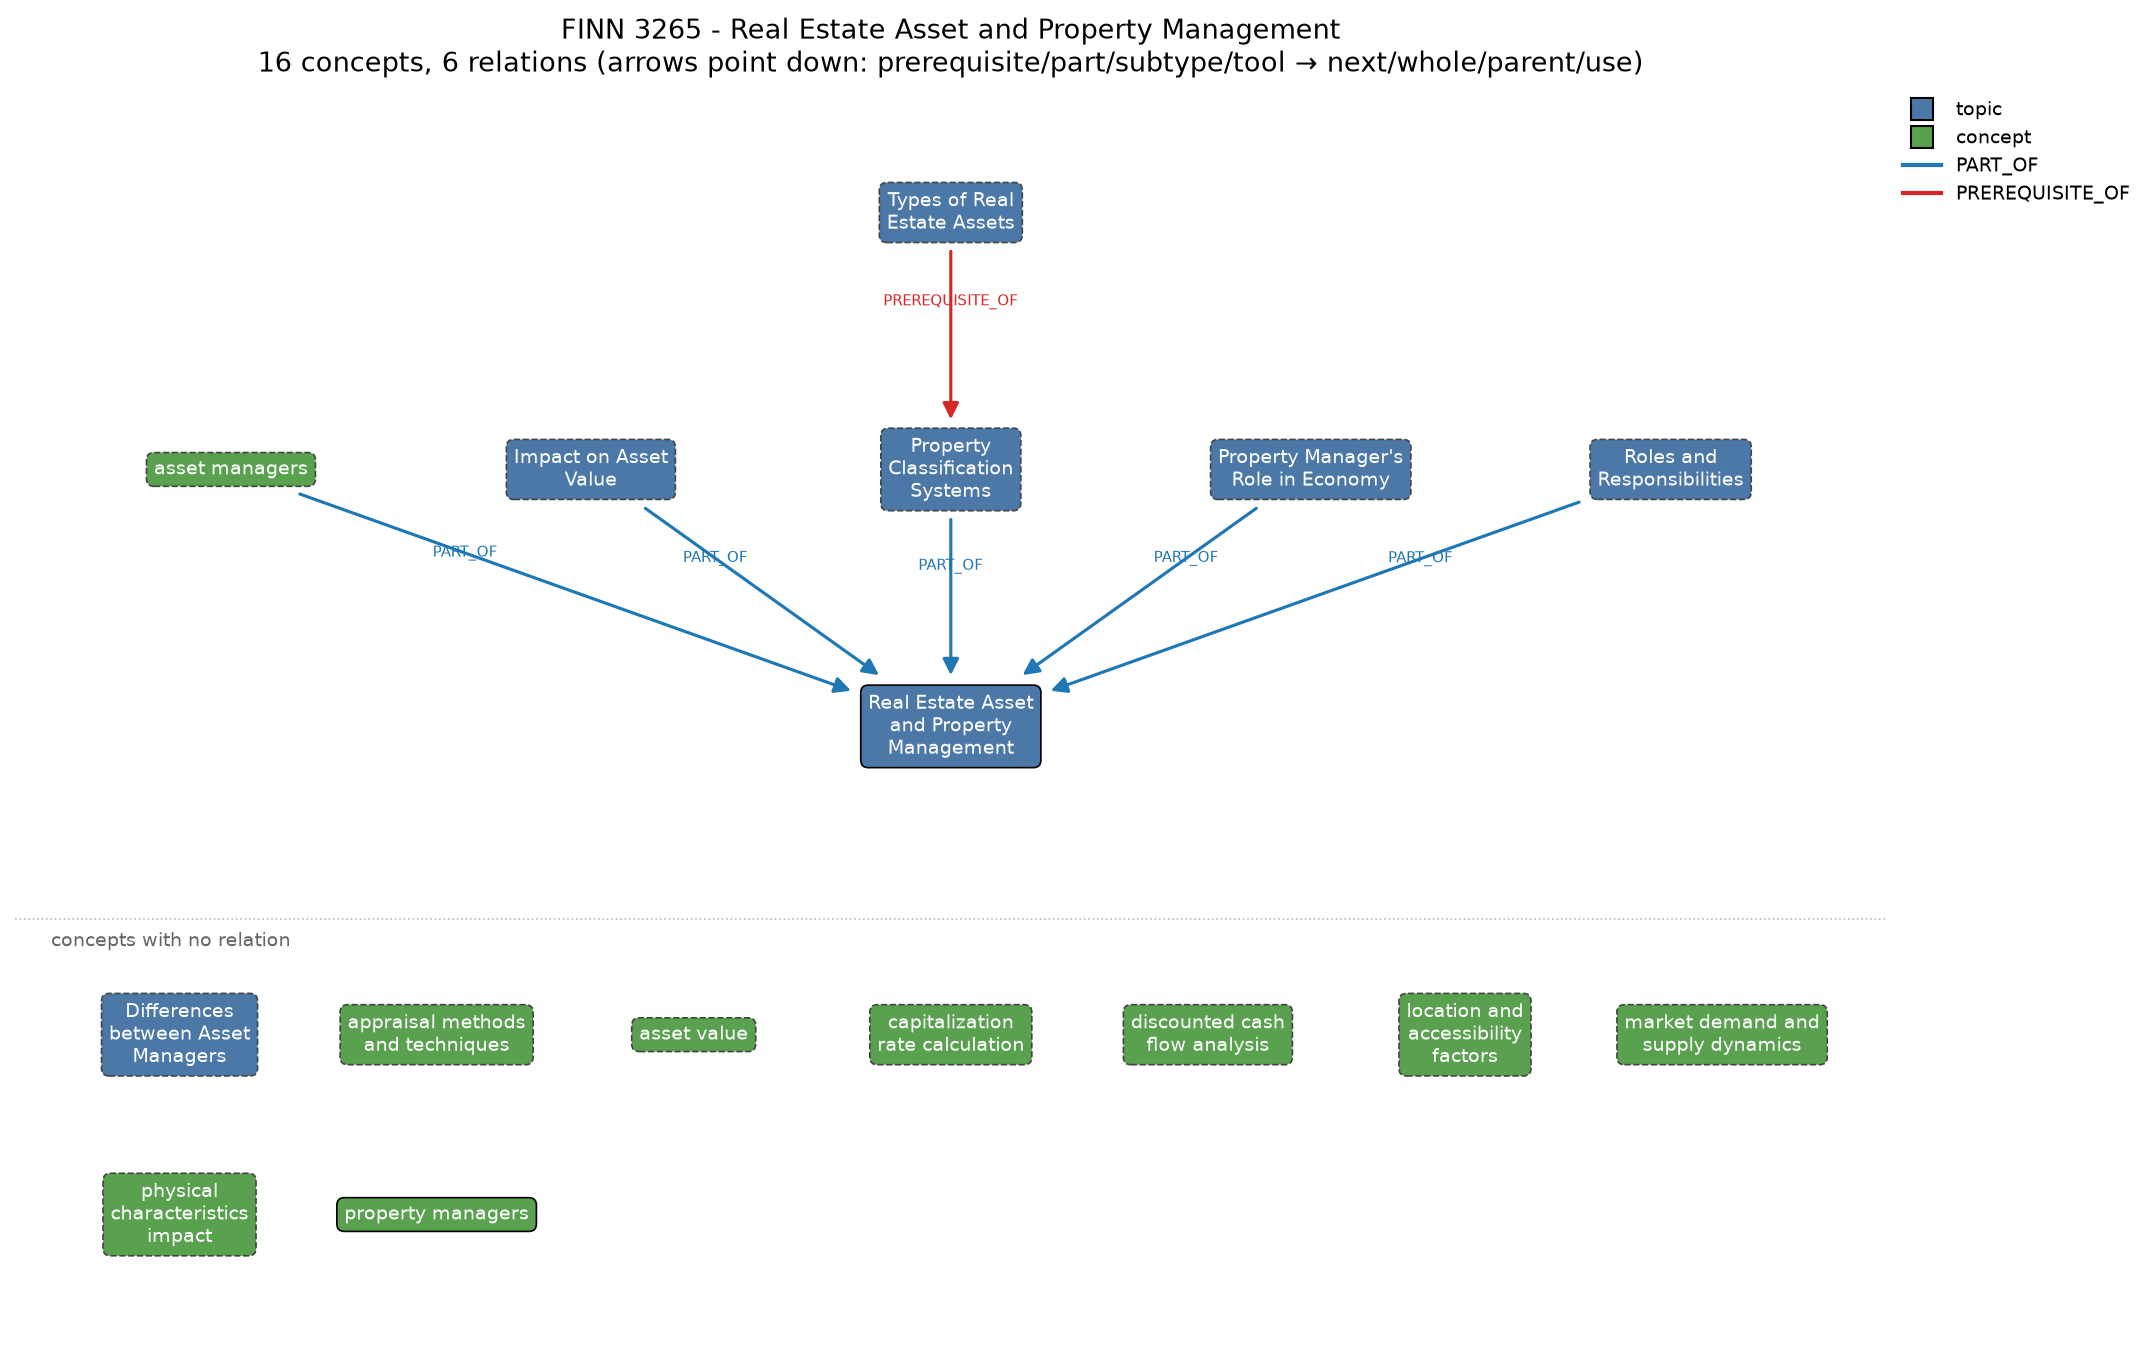 FINN 3265 - Real Estate Asset and Property Management
16 concepts, 6 relations (arrows point down: prerequisite/part/subtype/tool → next/whole/parent/use)
topic
concept
PART_OF
PREREQUISITE_OF
Types of Real
Estate Assets
PREREQUISITE_OF
asset managers
Impact on Asset
Value
Property
Classification
Systems
Property Manager's
Role in Economy
Roles and
Responsibilities
PART_OF
PART_OF
PART_OF
PART_OF
PART_OF
Real Estate Asset
and Property
Management
concepts with no relation
Differences
between Asset
Managers
appraisal methods
and techniques
asset value
capitalization
rate calculation
discounted cash
flow analysis
location and
accessibility
factors
market demand and
supply dynamics
physical
characteristics
impact
property managers